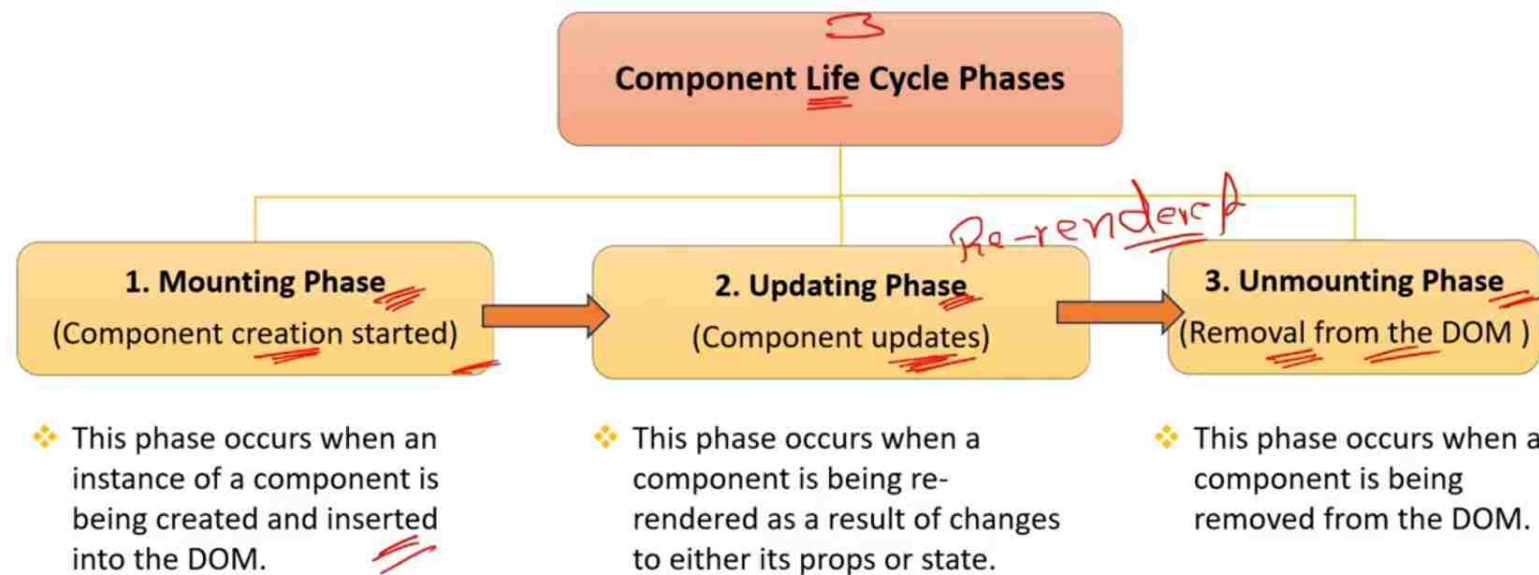 3
Component Life Cycle Phases
Re-rendered
1. Mounting Phase
(Component creation started)
2. Updating Phase
(Component updates)
3. Unmounting Phase
(Removal from the DOM )
❖ This phase occurs when an
instance of a component is
being created and inserted
into the DOM.
❖ This phase occurs when a
component is being re-
rendered as a result of changes
to either its props or state.
❖ This phase occurs when a
component is being
removed from the DOM.